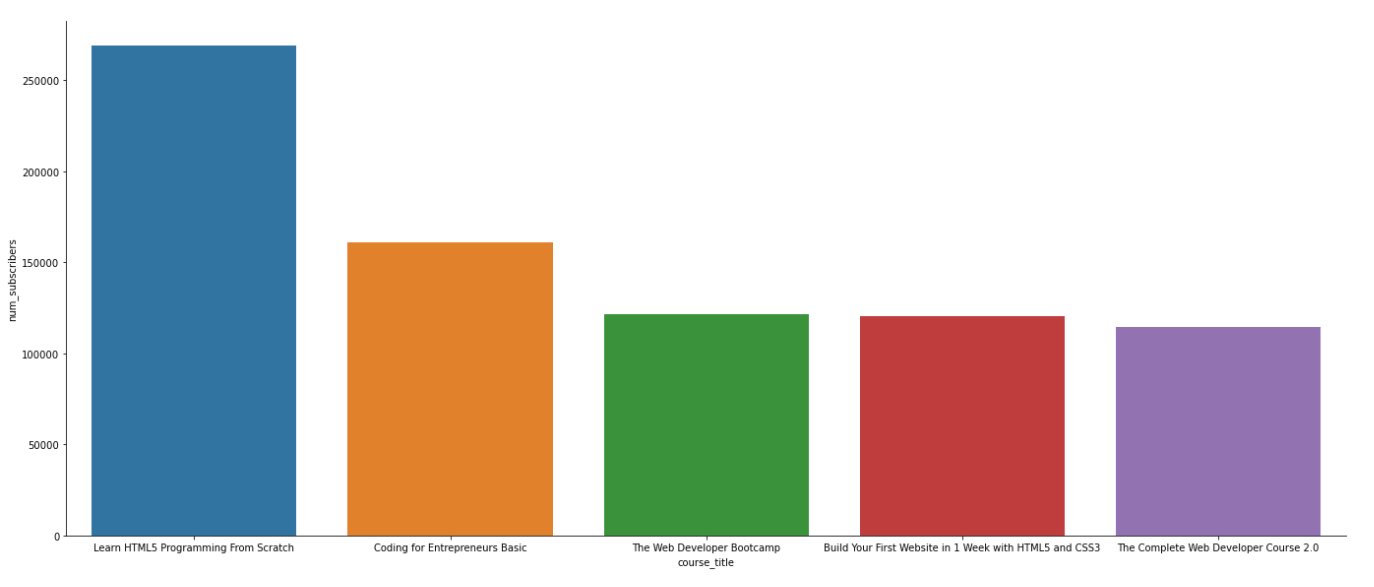 250000
200000
150000
100000
50000
0
num_subscribers
Learn HTML5 Programming From Scratch
Coding for Entrepreneurs Basic
The Web Developer Bootcamp
Build Your First Website in 1 Week with HTML5 and CSS3
The Complete Web Developer Course 2.0
course_title